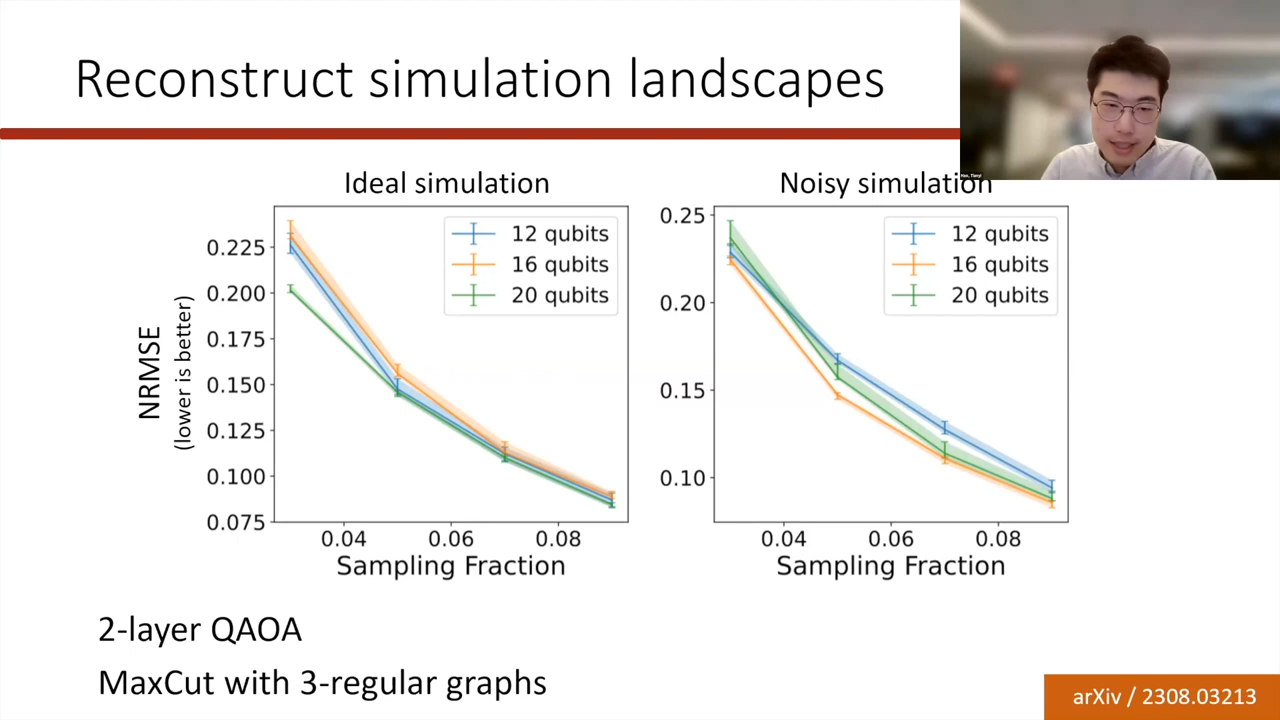 Reconstruct simulation landscapes
Ideal simulation
NRMSE
(lower is better)
0.225
0.200
0.175
0.150
0.125
0.100
0.075
12 qubits
16 qubits
20 qubits
0.04 0.06 0.08
Sampling Fraction
Noisy simulation
0.25
0.20
0.15
0.10
12 qubits
16 qubits
20 qubits
0.04 0.06 0.08
Sampling Fraction
2-layer QAOA
MaxCut with 3-regular graphs
arXiv / 2308.03213